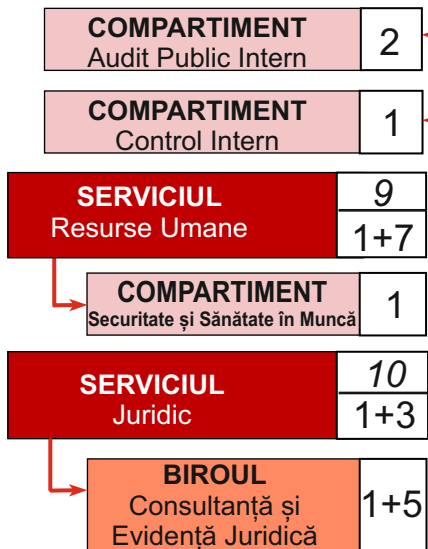 COMPARTIMENT
Audit Public Intern
2
COMPARTIMENT
Control Intern
1
SERVICIUL
Resurse Umane
9
1+7
COMPARTIMENT
Securitate și Sănătate în Muncă
1
SERVICIUL
Juridic
10
1+3
BIROUL
Consultanță și
Evidență Juridică
1+5